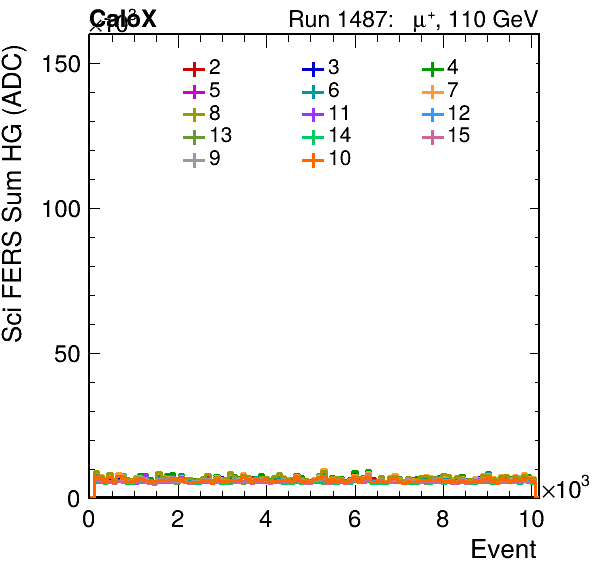 ×10³ CaloX Run 1487: μ⁺, 110 GeV
Sci FERS Sum HG (ADC)
150
100
50
0
2 3 4
5 6 7
8 11 12
13 14 15
9 10
0 2 4 6 8 10 ×10³
Event